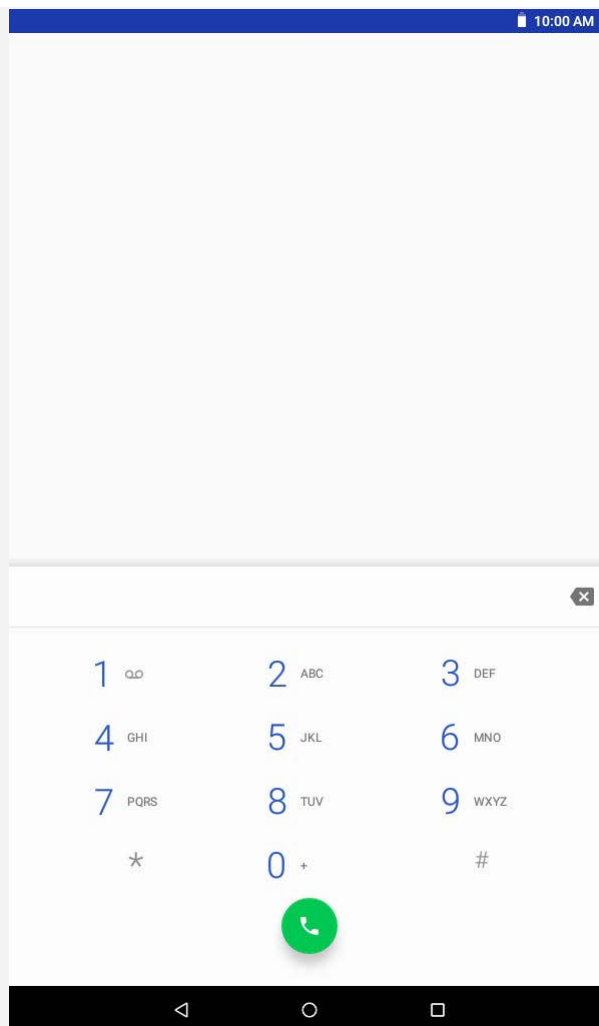 10:00 AM
1
2 ABC
3 DEF
4 GHI
5 JKL
6 MNO
7 PQRS
8 TUV
9 WXYZ
*
0 +
#